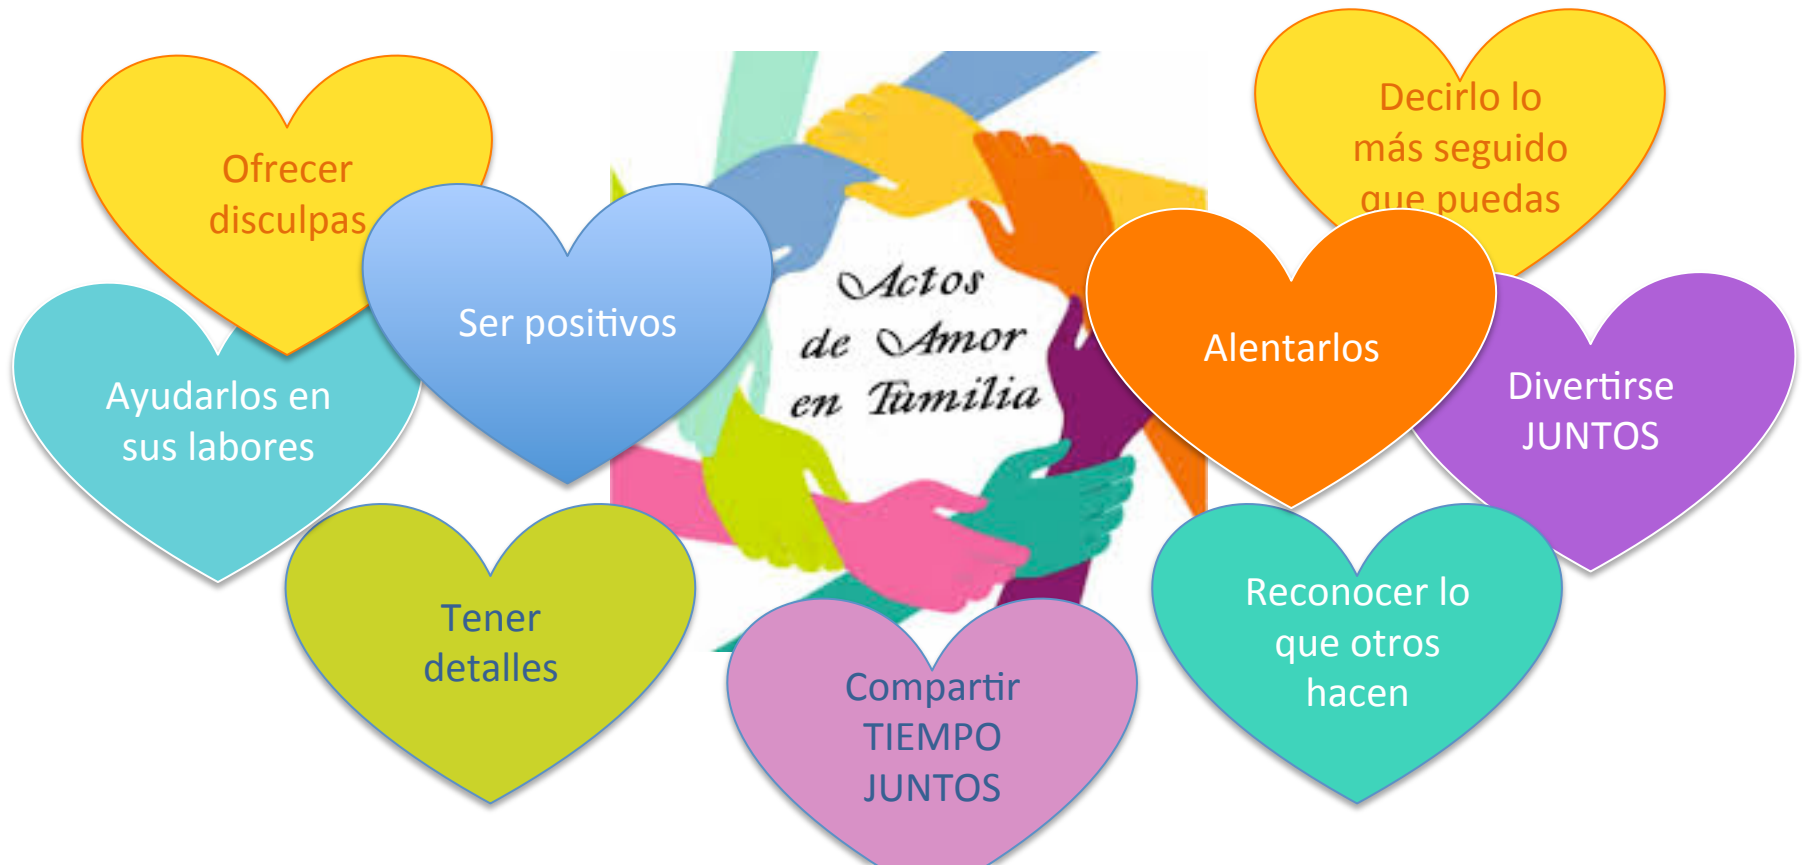 Ofrecer
disculpas
Decirlo lo
más seguido
que puedas
Ser positivos
Actos
de Amor
en Familia
Alentarlos
Ayudarlos en
sus labores
Divertirse
JUNTOS
Tener
detalles
Compartir
TIEMPO
JUNTOS
Reconocer lo
que otros
hacen